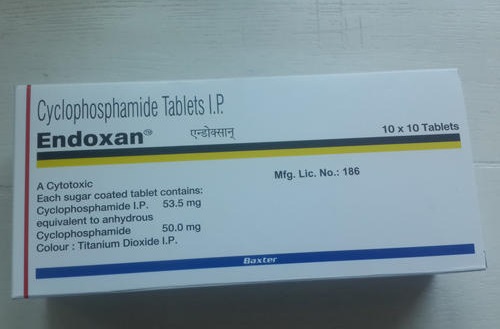 Cyclophosphamide Tablets I.P.
Endoxan™ एन्डोक्सान्
10 x 10 Tablets
Mfg. Lic. No.: 186
A Cytotoxic
Each sugar coated tablet contains:
Cyclophosphamide I.P. 53.5 mg
equivalent to anhydrous
Cyclophosphamide 50.0 mg
Colour : Titanium Dioxide I.P.
Baxter